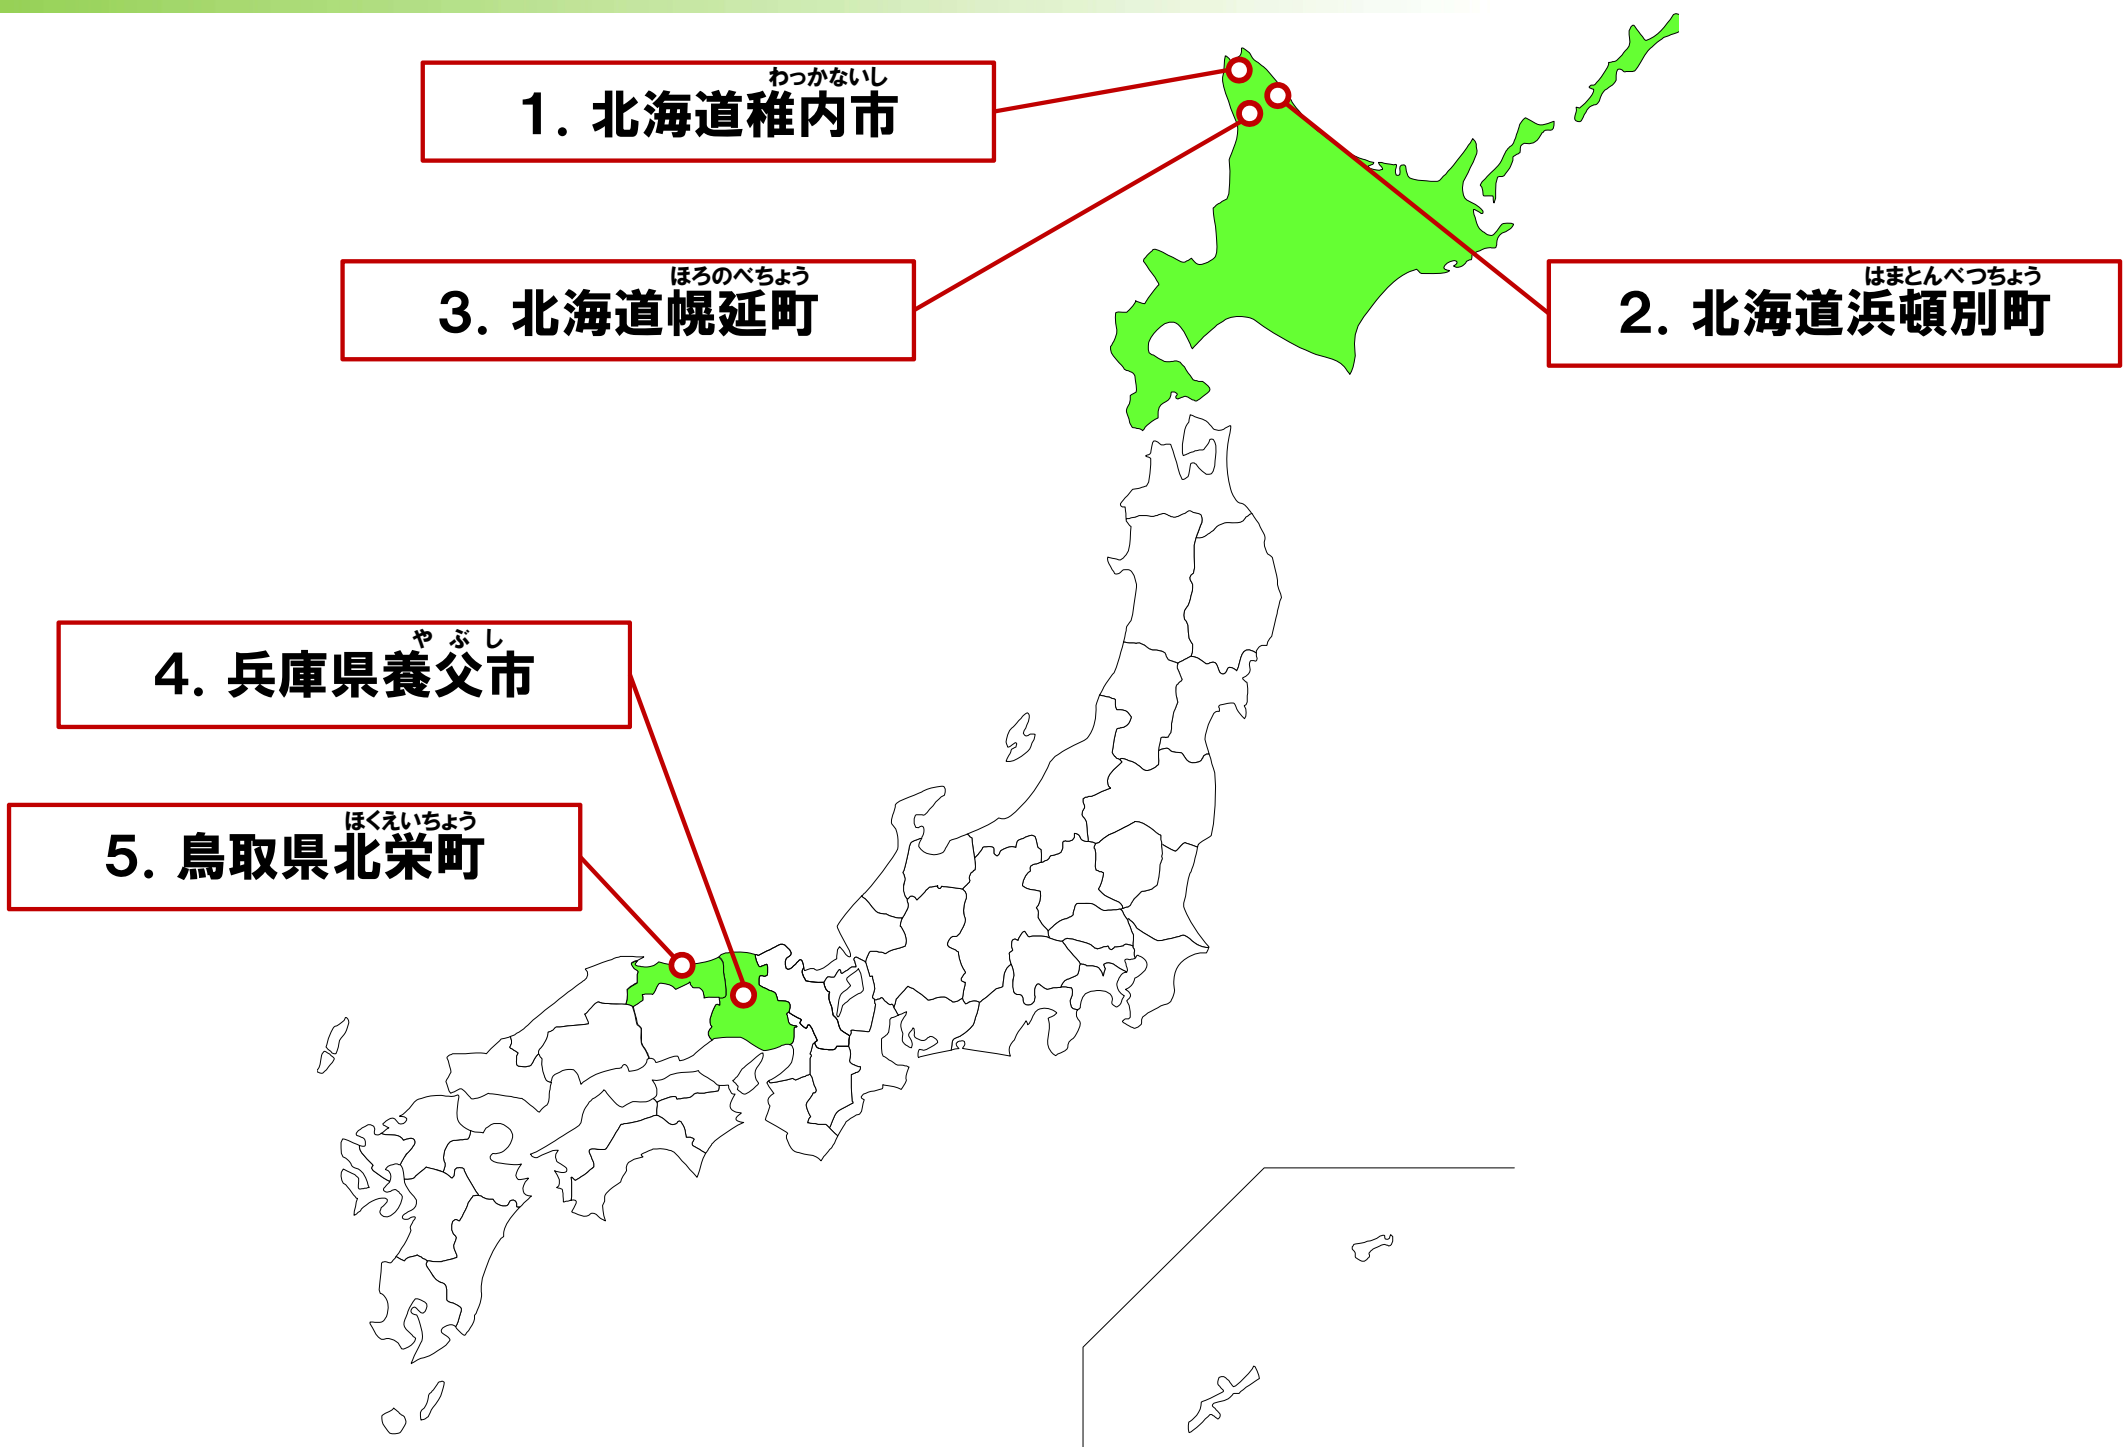 わっかないし
1．北海道稚内市
ほろのべちょう
3．北海道幌延町
はまとんべつちょう
2．北海道浜頓別町
やぶし
4．兵庫県養父市
ほくえいちょう
5．鳥取県北栄町